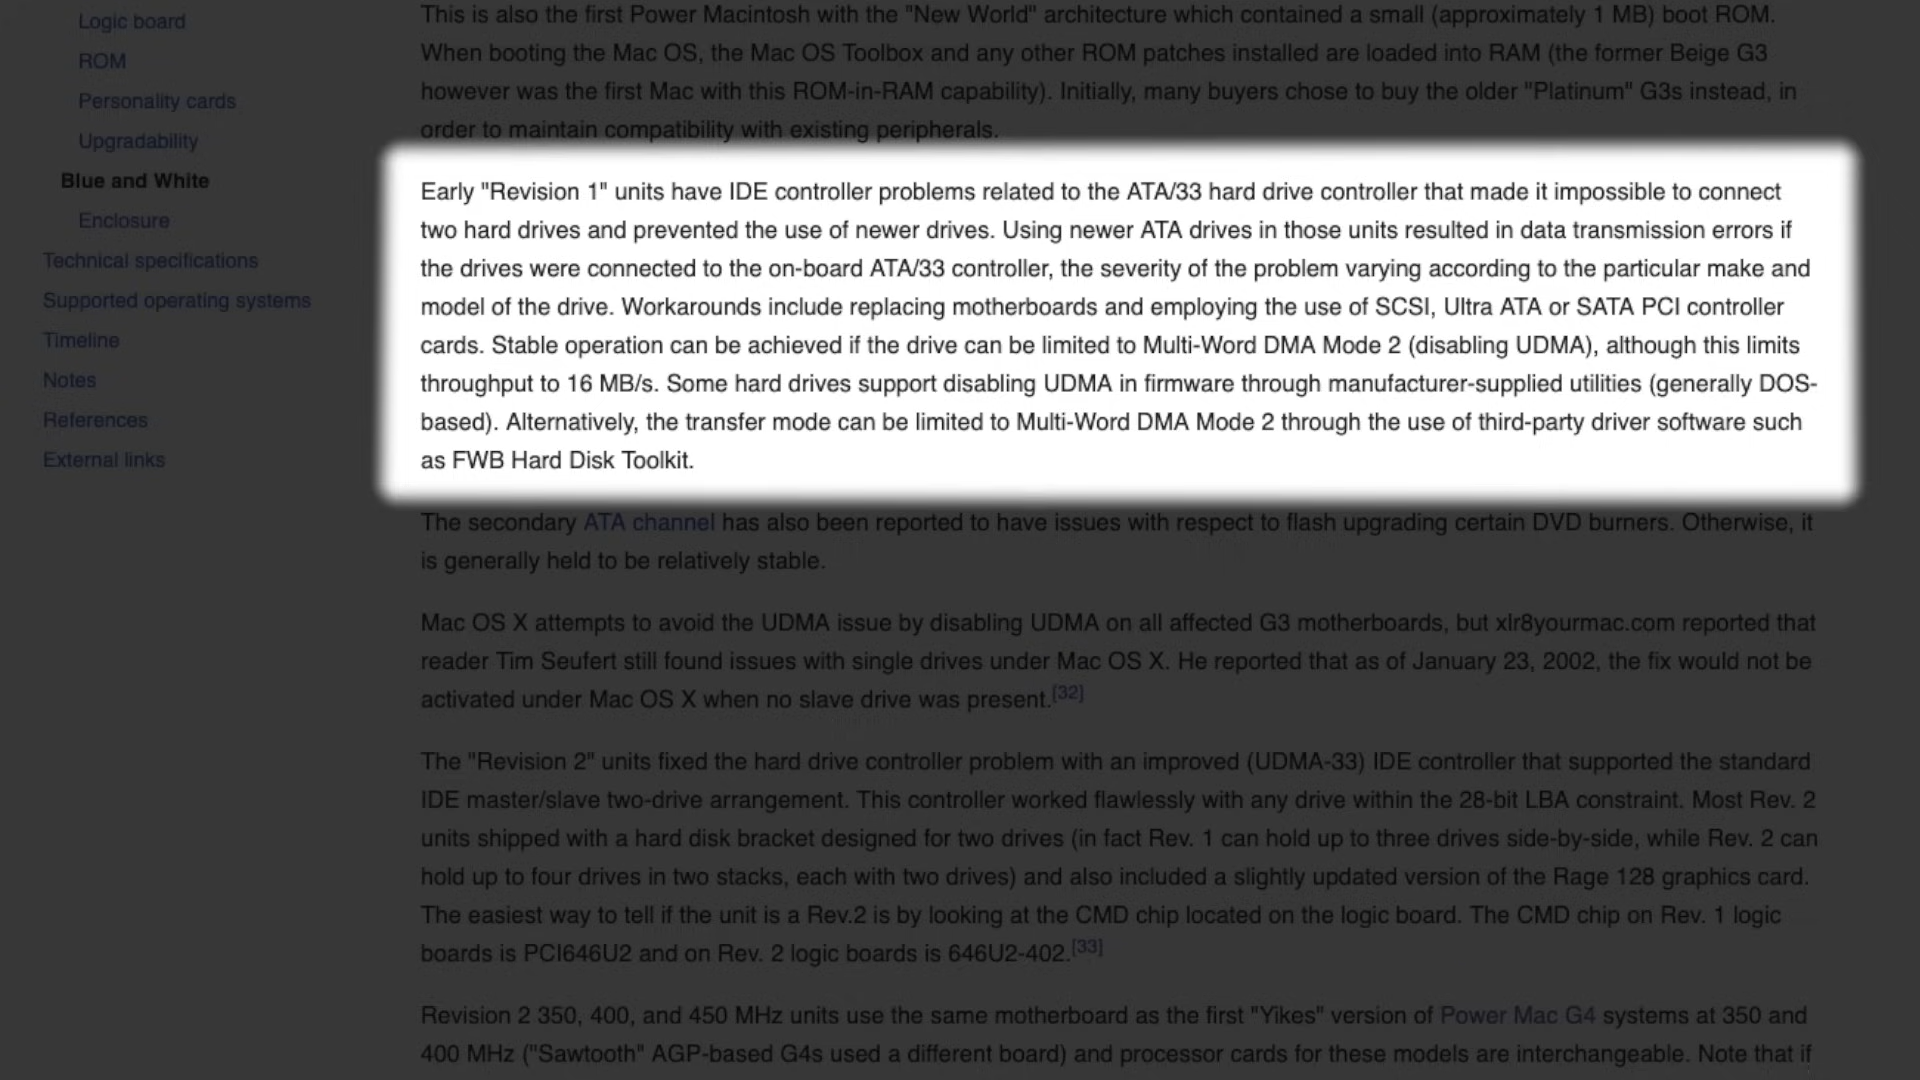 Logic board
ROM
Personality cards
Upgradability
Blue and White
Enclosure
Technical specifications
Supported operating systems
Timeline
Notes
References
External links
This is also the first Power Macintosh with the "New World" architecture which contained a small (approximately 1 MB) boot ROM.
When booting the Mac OS, the Mac OS Toolbox and any other ROM patches installed are loaded into RAM (the former Beige G3
however was the first Mac with this ROM-in-RAM capability). Initially, many buyers chose to buy the older "Platinum" G3s instead, in
order to maintain compatibility with existing peripherals.
Early "Revision 1" units have IDE controller problems related to the ATA/33 hard drive controller that made it impossible to connect
two hard drives and prevented the use of newer drives. Using newer ATA drives in those units resulted in data transmission errors if
the drives were connected to the on-board ATA/33 controller, the severity of the problem varying according to the particular make and
model of the drive. Workarounds include replacing motherboards and employing the use of SCSI, Ultra ATA or SATA PCI controller
cards. Stable operation can be achieved if the drive can be limited to Multi-Word DMA Mode 2 (disabling UDMA), although this limits
throughput to 16 MB/s. Some hard drives support disabling UDMA in firmware through manufacturer-supplied utilities (generally DOS-
based). Alternatively, the transfer mode can be limited to Multi-Word DMA Mode 2 through the use of third-party driver software such
as FWB Hard Disk Toolkit.
The secondary ATA channel has also been reported to have issues with respect to flash upgrading certain DVD burners. Otherwise, it
is generally held to be relatively stable.
Mac OS X attempts to avoid the UDMA issue by disabling UDMA on all affected G3 motherboards, but xlr8yourmac.com reported that
reader Tim Seufert still found issues with single drives under Mac OS X. He reported that as of January 23, 2002, the fix would not be
activated under Mac OS X when no slave drive was present.[32]
The "Revision 2" units fixed the hard drive controller problem with an improved (UDMA-33) IDE controller that supported the standard
IDE master/slave two-drive arrangement. This controller worked flawlessly with any drive within the 28-bit LBA constraint. Most Rev. 2
units shipped with a hard disk bracket designed for two drives (in fact Rev. 1 can hold up to three drives side-by-side, while Rev. 2 can
hold up to four drives in two stacks, each with two drives) and also included a slightly updated version of the Rage 128 graphics card.
The easiest way to tell if the unit is a Rev.2 is by looking at the CMD chip located on the logic board. The CMD chip on Rev. 1 logic
boards is PCI646U2 and on Rev. 2 logic boards is 646U2-402.[33]
Revision 2 350, 400, and 450 MHz units use the same motherboard as the first "Yikes" version of Power Mac G4 systems at 350 and
400 MHz ("Sawtooth" AGP-based G4s used a different board) and processor cards for these models are interchangeable. Note that if